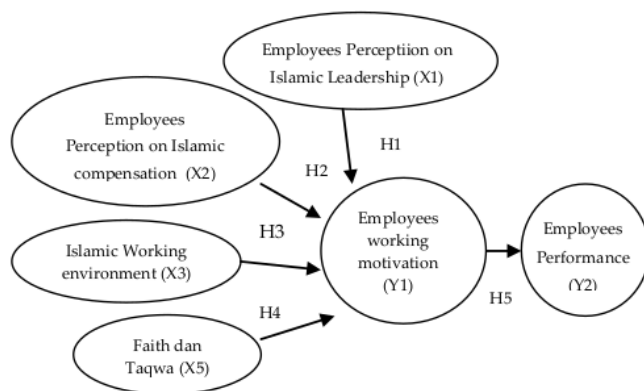 Employees Perceptiion on
Islamic Leadership (X1)
Employees
Perception on Islamic
compensation (X2)
H1
H2
Islamic Working
environment (X3)
H3
Employees
working
motivation
(Y1)
Employees
Performance
(Y2)
H5
H4
Faith dan
Taqwa (X5)